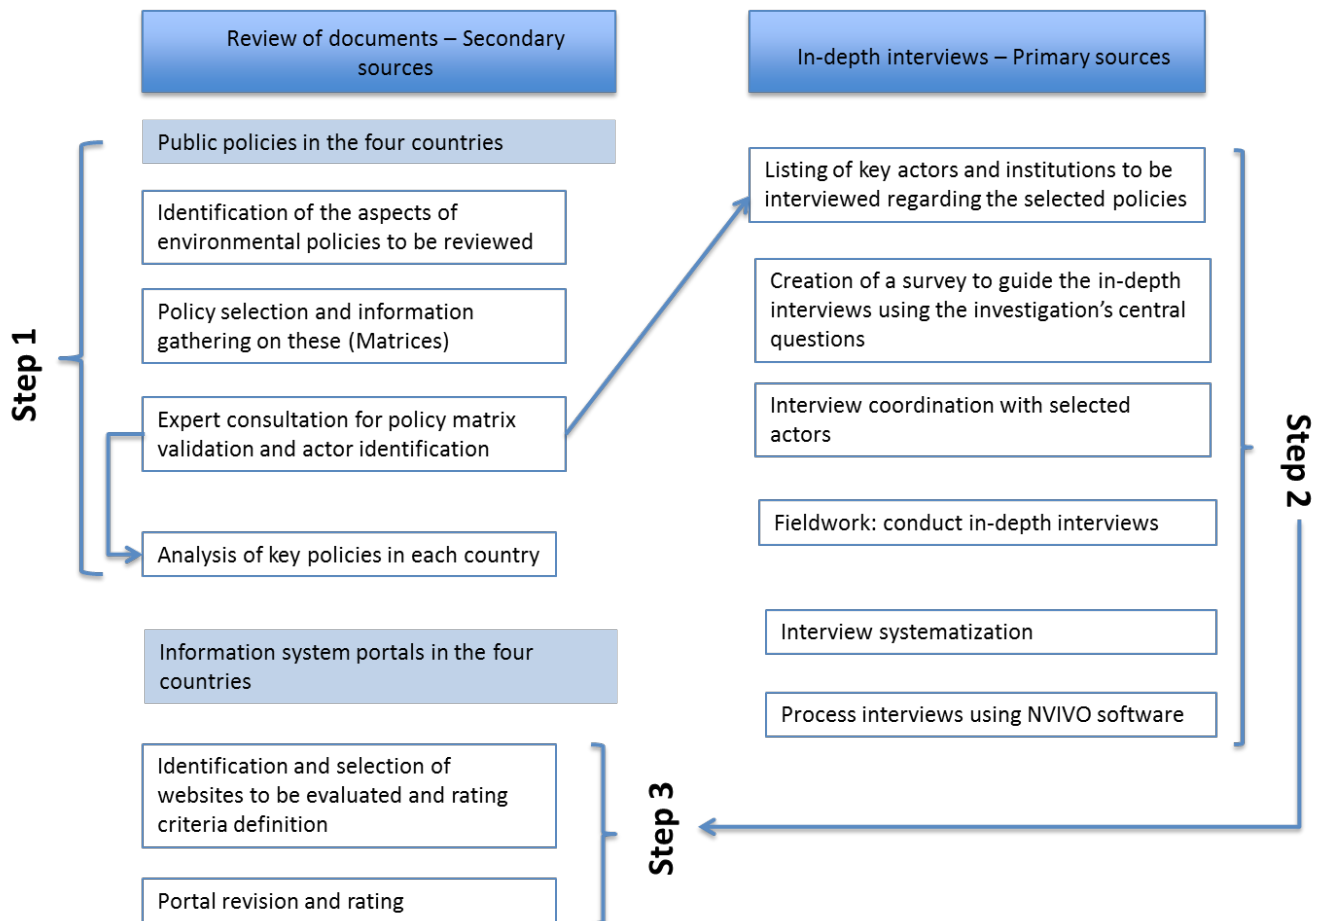 Review of documents – Secondary
sources
In-depth interviews – Primary sources
Step 1
Public policies in the four countries
Identification of the aspects of
environmental policies to be reviewed
Policy selection and information
gathering on these (Matrices)
Expert consultation for policy matrix
validation and actor identification
Analysis of key policies in each country
Listing of key actors and institutions to be
interviewed regarding the selected policies
Creation of a survey to guide the in-depth
interviews using the investigation's central
questions
Interview coordination with selected
actors
Fieldwork: conduct in-depth interviews
Interview systematization
Process interviews using NVIVO software
Step 2
Information system portals in the four
countries
Identification and selection of
websites to be evaluated and rating
criteria definition
Portal revision and rating
Step 3